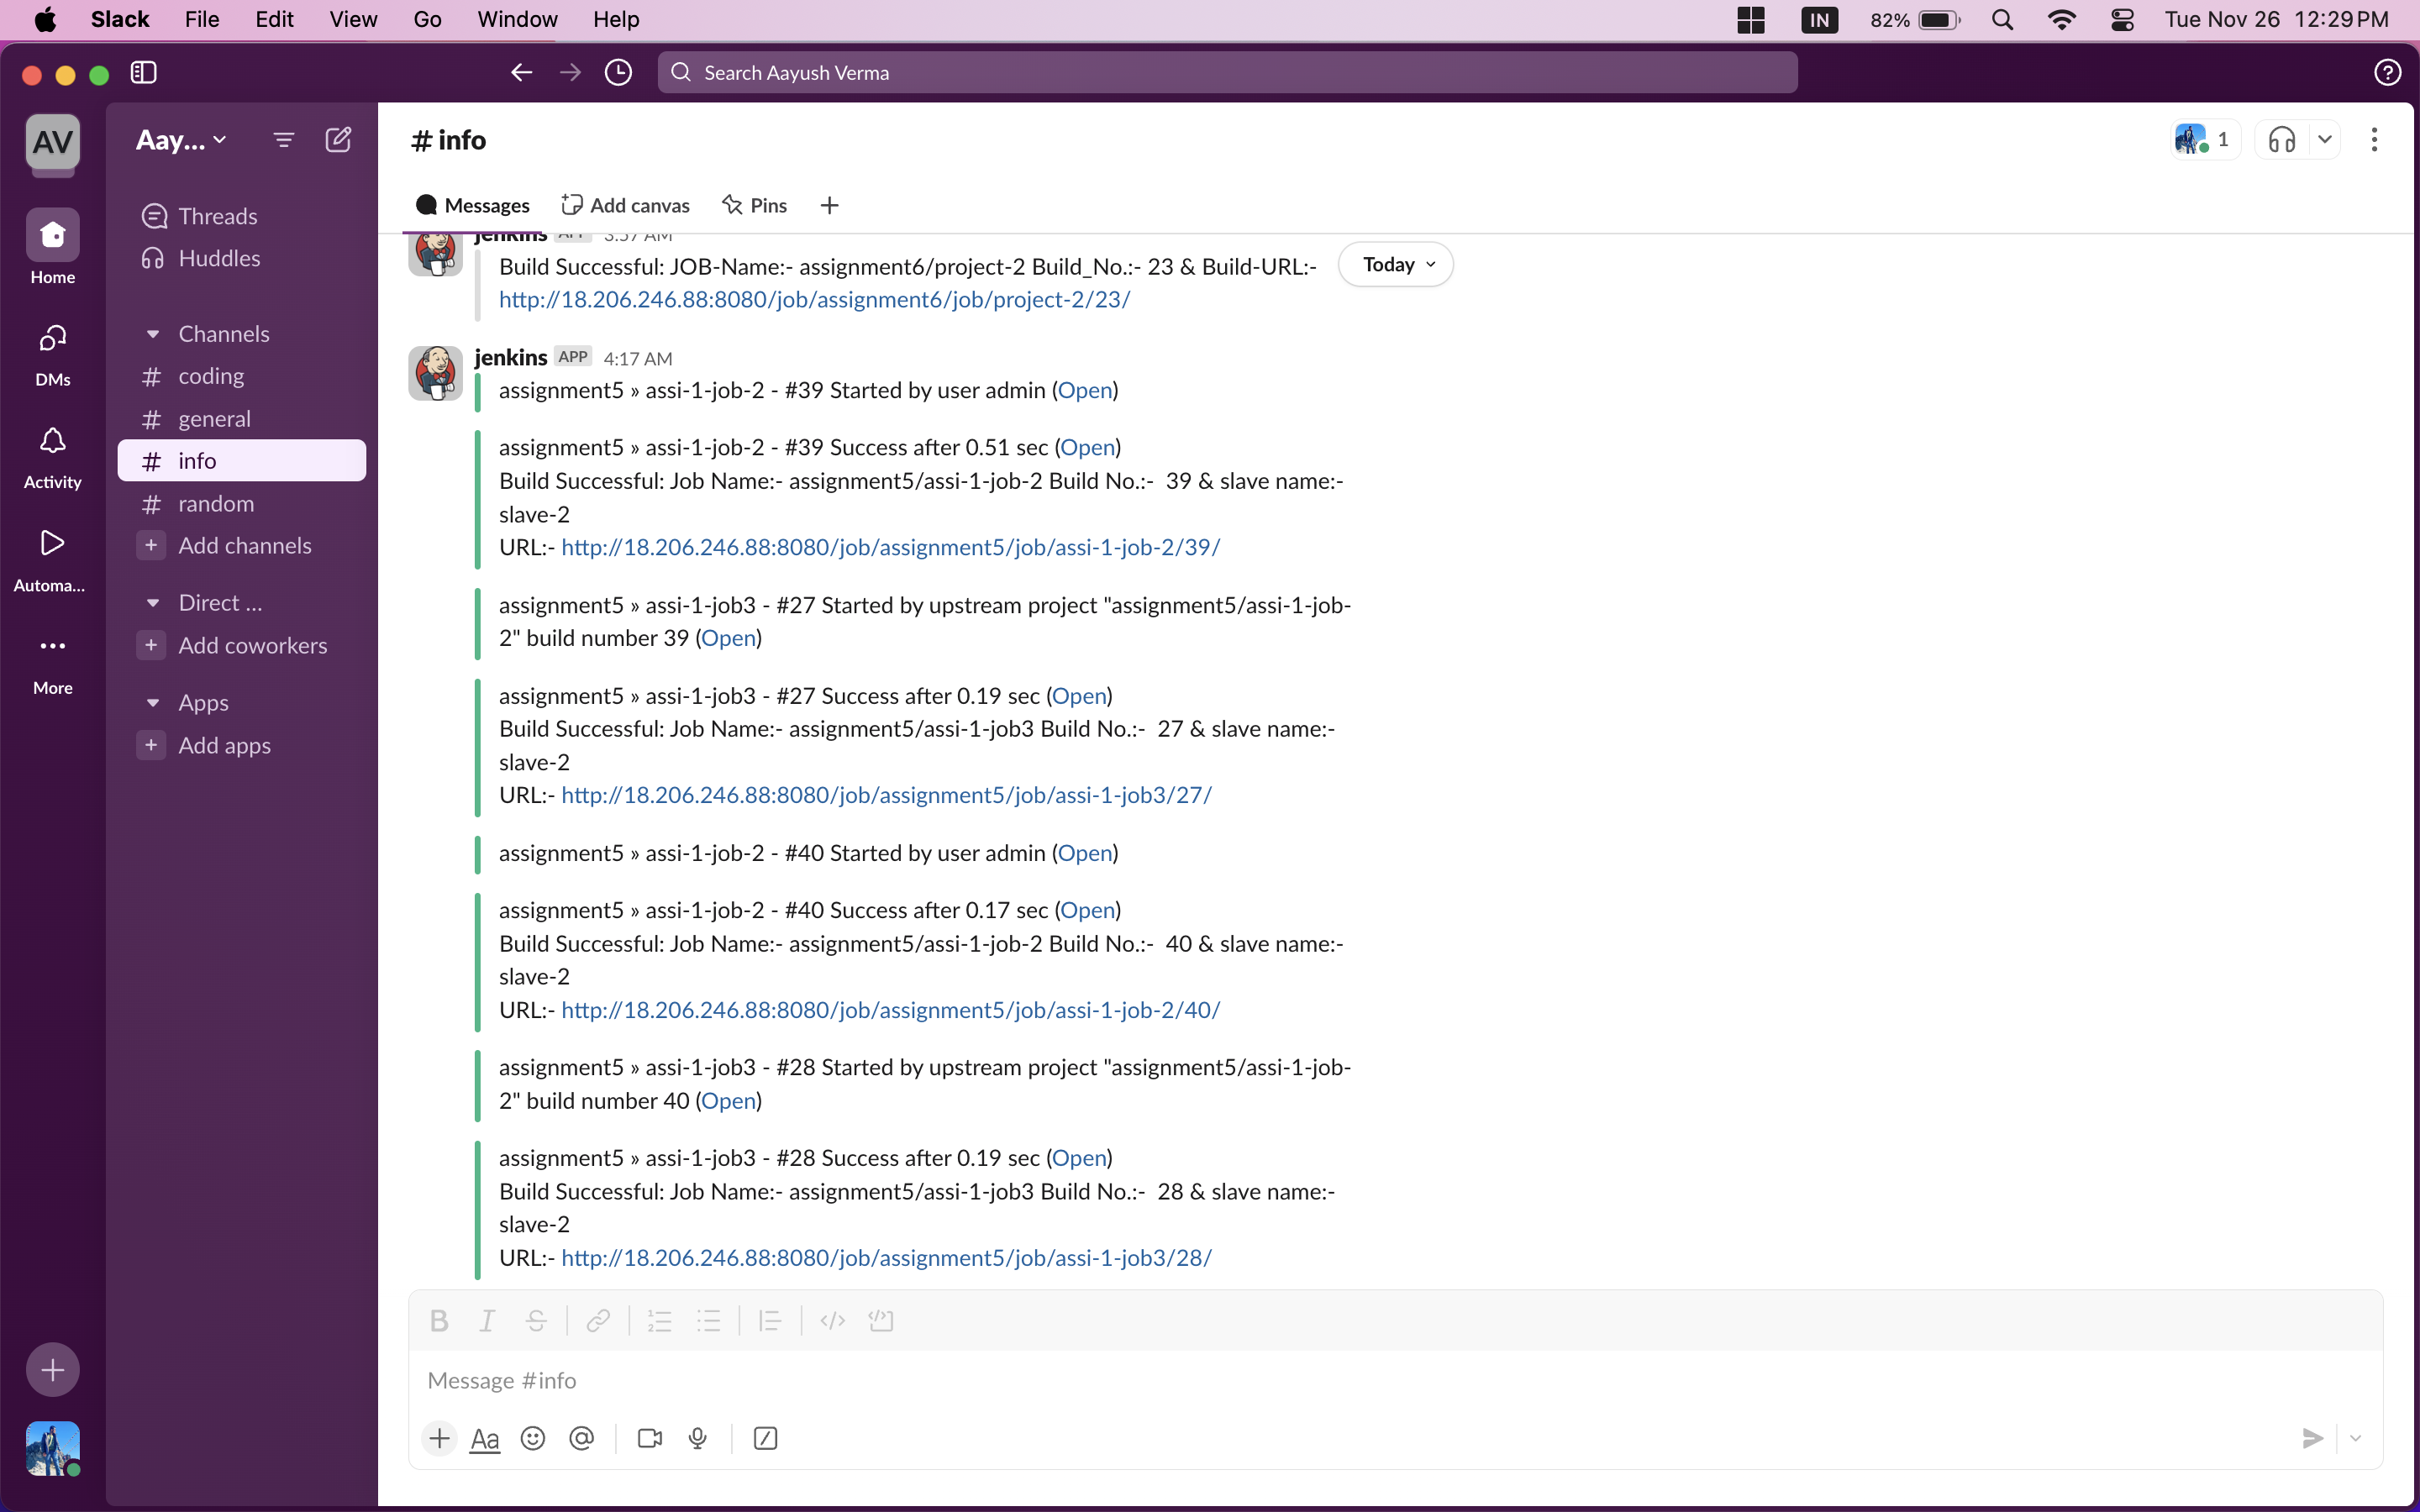 Slack File Edit View Go Window Help IN 82% Tue Nov 26 12:29 PM
Search Aayush Verma
AV
Aay...
Threads
Huddles
Home
DMs
Activity
Automa...
More
Channels
# coding
# general
# info
# random
+ Add channels
Direct ...
+ Add coworkers
Apps
+ Add apps
# info
1
Messages Add canvas Pins +
jenkins APP 3:57 AM
Today
Build Successful: JOB-Name:- assignment6/project-2 Build_No.:- 23 & Build-URL:-
http://18.206.246.88:8080/job/assignment6/job/project-2/23/
jenkins APP 4:17 AM
assignment5 » assi-1-job-2 - #39 Started by user admin (Open)
assignment5 » assi-1-job-2 - #39 Success after 0.51 sec (Open)
Build Successful: Job Name:- assignment5/assi-1-job-2 Build No.:-  39 & slave name:-
slave-2
URL:- http://18.206.246.88:8080/job/assignment5/job/assi-1-job-2/39/
assignment5 » assi-1-job3 - #27 Started by upstream project "assignment5/assi-1-job-
2" build number 39 (Open)
assignment5 » assi-1-job3 - #27 Success after 0.19 sec (Open)
Build Successful: Job Name:- assignment5/assi-1-job3 Build No.:-  27 & slave name:-
slave-2
URL:- http://18.206.246.88:8080/job/assignment5/job/assi-1-job3/27/
assignment5 » assi-1-job-2 - #40 Started by user admin (Open)
assignment5 » assi-1-job-2 - #40 Success after 0.17 sec (Open)
Build Successful: Job Name:- assignment5/assi-1-job-2 Build No.:-  40 & slave name:-
slave-2
URL:- http://18.206.246.88:8080/job/assignment5/job/assi-1-job-2/40/
assignment5 » assi-1-job3 - #28 Started by upstream project "assignment5/assi-1-job-
2" build number 40 (Open)
assignment5 » assi-1-job3 - #28 Success after 0.19 sec (Open)
Build Successful: Job Name:- assignment5/assi-1-job3 Build No.:-  28 & slave name:-
slave-2
URL:- http://18.206.246.88:8080/job/assignment5/job/assi-1-job3/28/
Message #info
Aa